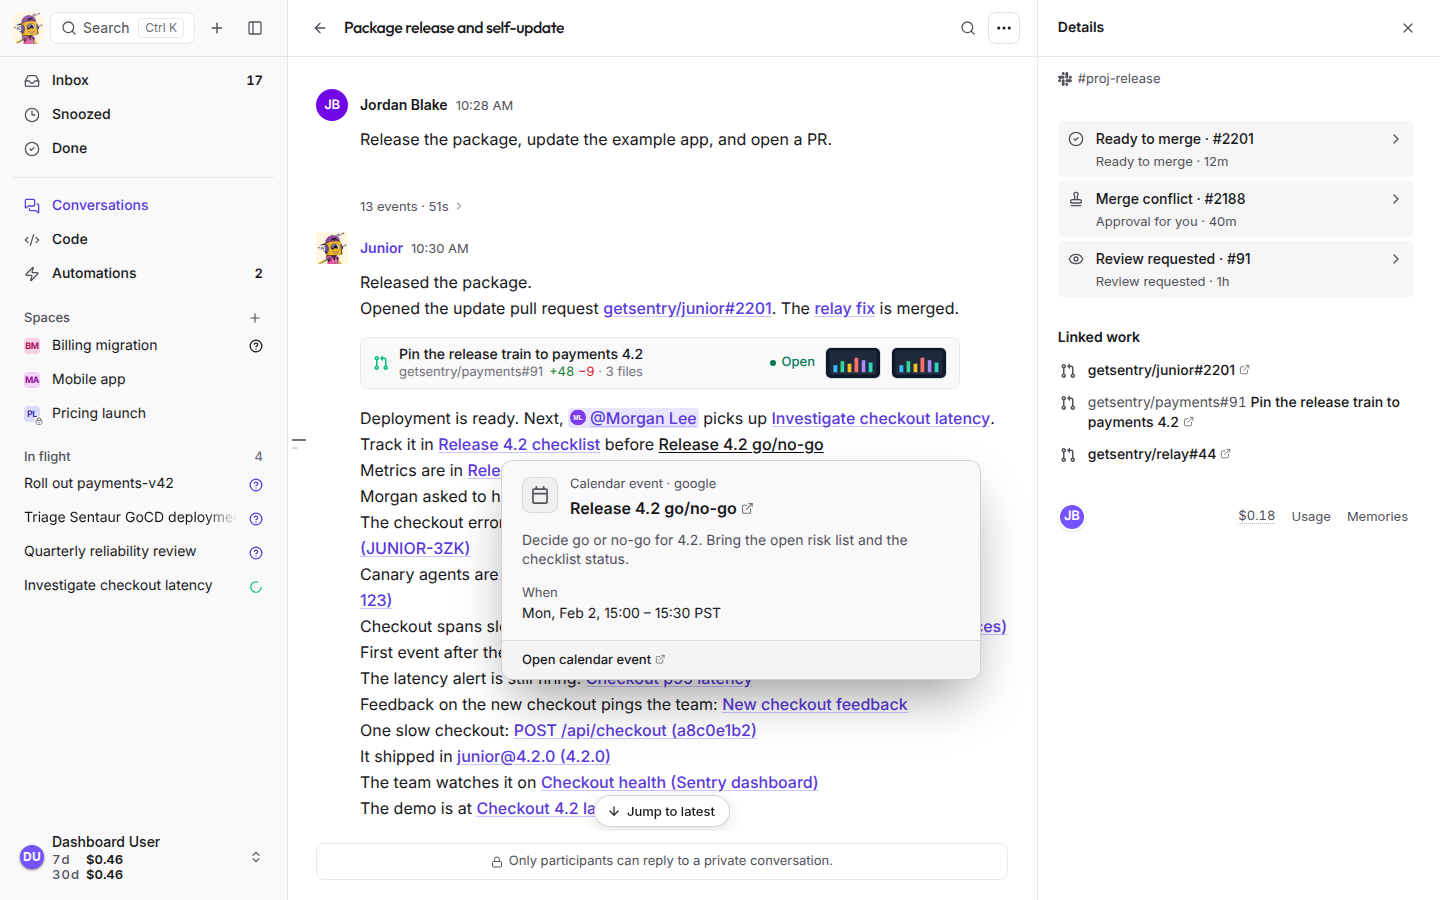 Search Ctrl K
Inbox 17
Snoozed
Done
Conversations
Code
Automations 2
Spaces
BM Billing migration
MA Mobile app
PL Pricing launch
In flight 4
Roll out payments-v42
Triage Sentaur GoCD deployme
Quarterly reliability review
Investigate checkout latency
DU Dashboard User
7d $0.46
30d $0.46
Package release and self-update
JB Jordan Blake 10:28 AM
Release the package, update the example app, and open a PR.
13 events · 51s
Junior 10:30 AM
Released the package.
Opened the update pull request getsentry/junior#2201. The relay fix is merged.
Pin the release train to payments 4.2
getsentry/payments#91 +48 −9 · 3 files
Open
Deployment is ready. Next, ML @Morgan Lee picks up Investigate checkout latency.
Track it in Release 4.2 checklist before Release 4.2 go/no-go
Metrics are in Rele
Morgan asked to h
The checkout error
(JUNIOR-3ZK)
Canary agents are
123)
Checkout spans slo
ces)
First event after the
The latency alert is still firing: Checkout p95 latency
Feedback on the new checkout pings the team: New checkout feedback
One slow checkout: POST /api/checkout (a8c0e1b2)
It shipped in junior@4.2.0 (4.2.0)
The team watches it on Checkout health (Sentry dashboard)
The demo is at Checkout 4.2 la
Calendar event · google
Release 4.2 go/no-go
Decide go or no-go for 4.2. Bring the open risk list and the
checklist status.
When
Mon, Feb 2, 15:00 – 15:30 PST
Open calendar event
Jump to latest
Only participants can reply to a private conversation.
Details
#proj-release
Ready to merge · #2201
Ready to merge · 12m
Merge conflict · #2188
Approval for you · 40m
Review requested · #91
Review requested · 1h
Linked work
getsentry/junior#2201
getsentry/payments#91 Pin the release train to
payments 4.2
getsentry/relay#44
JB $0.18 Usage Memories